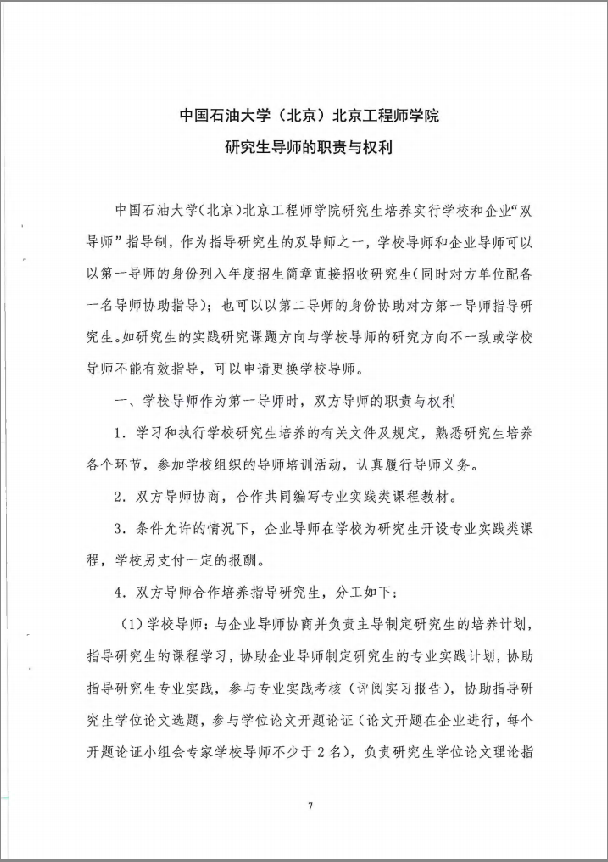 中国石油大学（北京）北京工程师学院
研究生导师的职责与权利
中国石油大学（北京）北京工程师学院研究生培养实行学校和企业“双
导师”指导制，作为指导研究生的双导师之一，学校导师和企业导师可以
以第一导师的身份列入年度招生简章直接招收研究生（同时对方单位配备
一名导师协助指导）；也可以以第二导师的身份协助对方第一导师指导研
究生。如研究生的实践研究课题方向与学校导师的研究方向不一致或学校
导师不能有效指导，可以申请更换学校导师。
一、学校导师作为第一导师时，双方导师的职责与权利
1．学习和执行学校研究生培养的有关文件及规定，熟悉研究生培养
各个环节，参加学校组织的导师培训活动，认真履行导师义务。
2．双方导师协商，合作共同编写专业实践类课程教材。
3．条件允许的情况下，企业导师在学校为研究生开设专业实践类课
程，学校另支付一定的报酬。
4．双方导师合作培养指导研究生，分工如下：
（1）学校导师：与企业导师协商并负责主导制定研究生的培养计划，
指导研究生的课程学习，协助企业导师制定研究生的专业实践计划，协助
指导研究生专业实践，参与专业实践考核（评阅实习报告），协助指导研
究生学位论文选题，参与学位论文开题论证（论文开题在企业进行，每个
开题论证小组会专家学校导师不少于 2 名），负责研究生学位论文理论指
7